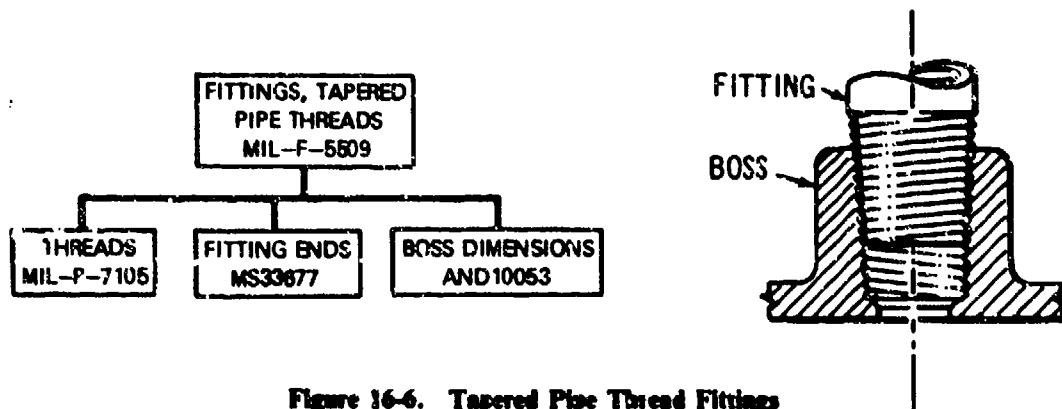 FITTINGS, TAPERED
PIPE THREADS
MIL-F-5509
THREADS
MIL-P-7105
FITTING ENDS
MS33677
BOSS DIMENSIONS
AND10053
FITTING
BOSS
Figure 16-6. Tapered Pipe Thread Fittings